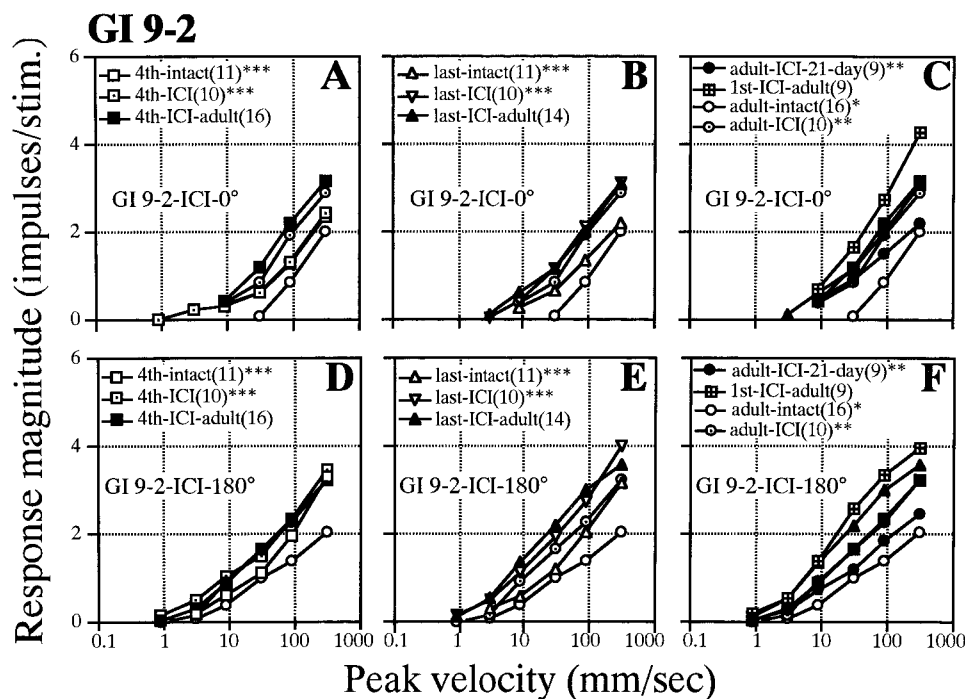 GI 9-2
Response magnitude (impulses/stim.)
6
4
2
0
A
4th-intact(11)***
4th-ICI(10)***
4th-ICI-adult(16)
GI 9-2-ICI-0°
B
last-intact(11)***
last-ICI(10)***
last-ICI-adult(14)
GI 9-2-ICI-0°
C
adult-ICI-21-day(9)**
1st-ICI-adult(9)
adult-intact(16)*
adult-ICI(10)**
GI 9-2-ICI-0°
6
4
2
0
D
4th-intact(11)***
4th-ICI(10)***
4th-ICI-adult(16)
GI 9-2-ICI-180°
E
last-intact(11)***
last-ICI(10)***
last-ICI-adult(14)
GI 9-2-ICI-180°
F
adult-ICI-21-day(9)**
1st-ICI-adult(9)
adult-intact(16)*
adult-ICI(10)**
GI 9-2-ICI-180°
0.1 1 10 100 1000
0.1 1 10 100 1000
0.1 1 10 100 1000
Peak velocity (mm/sec)